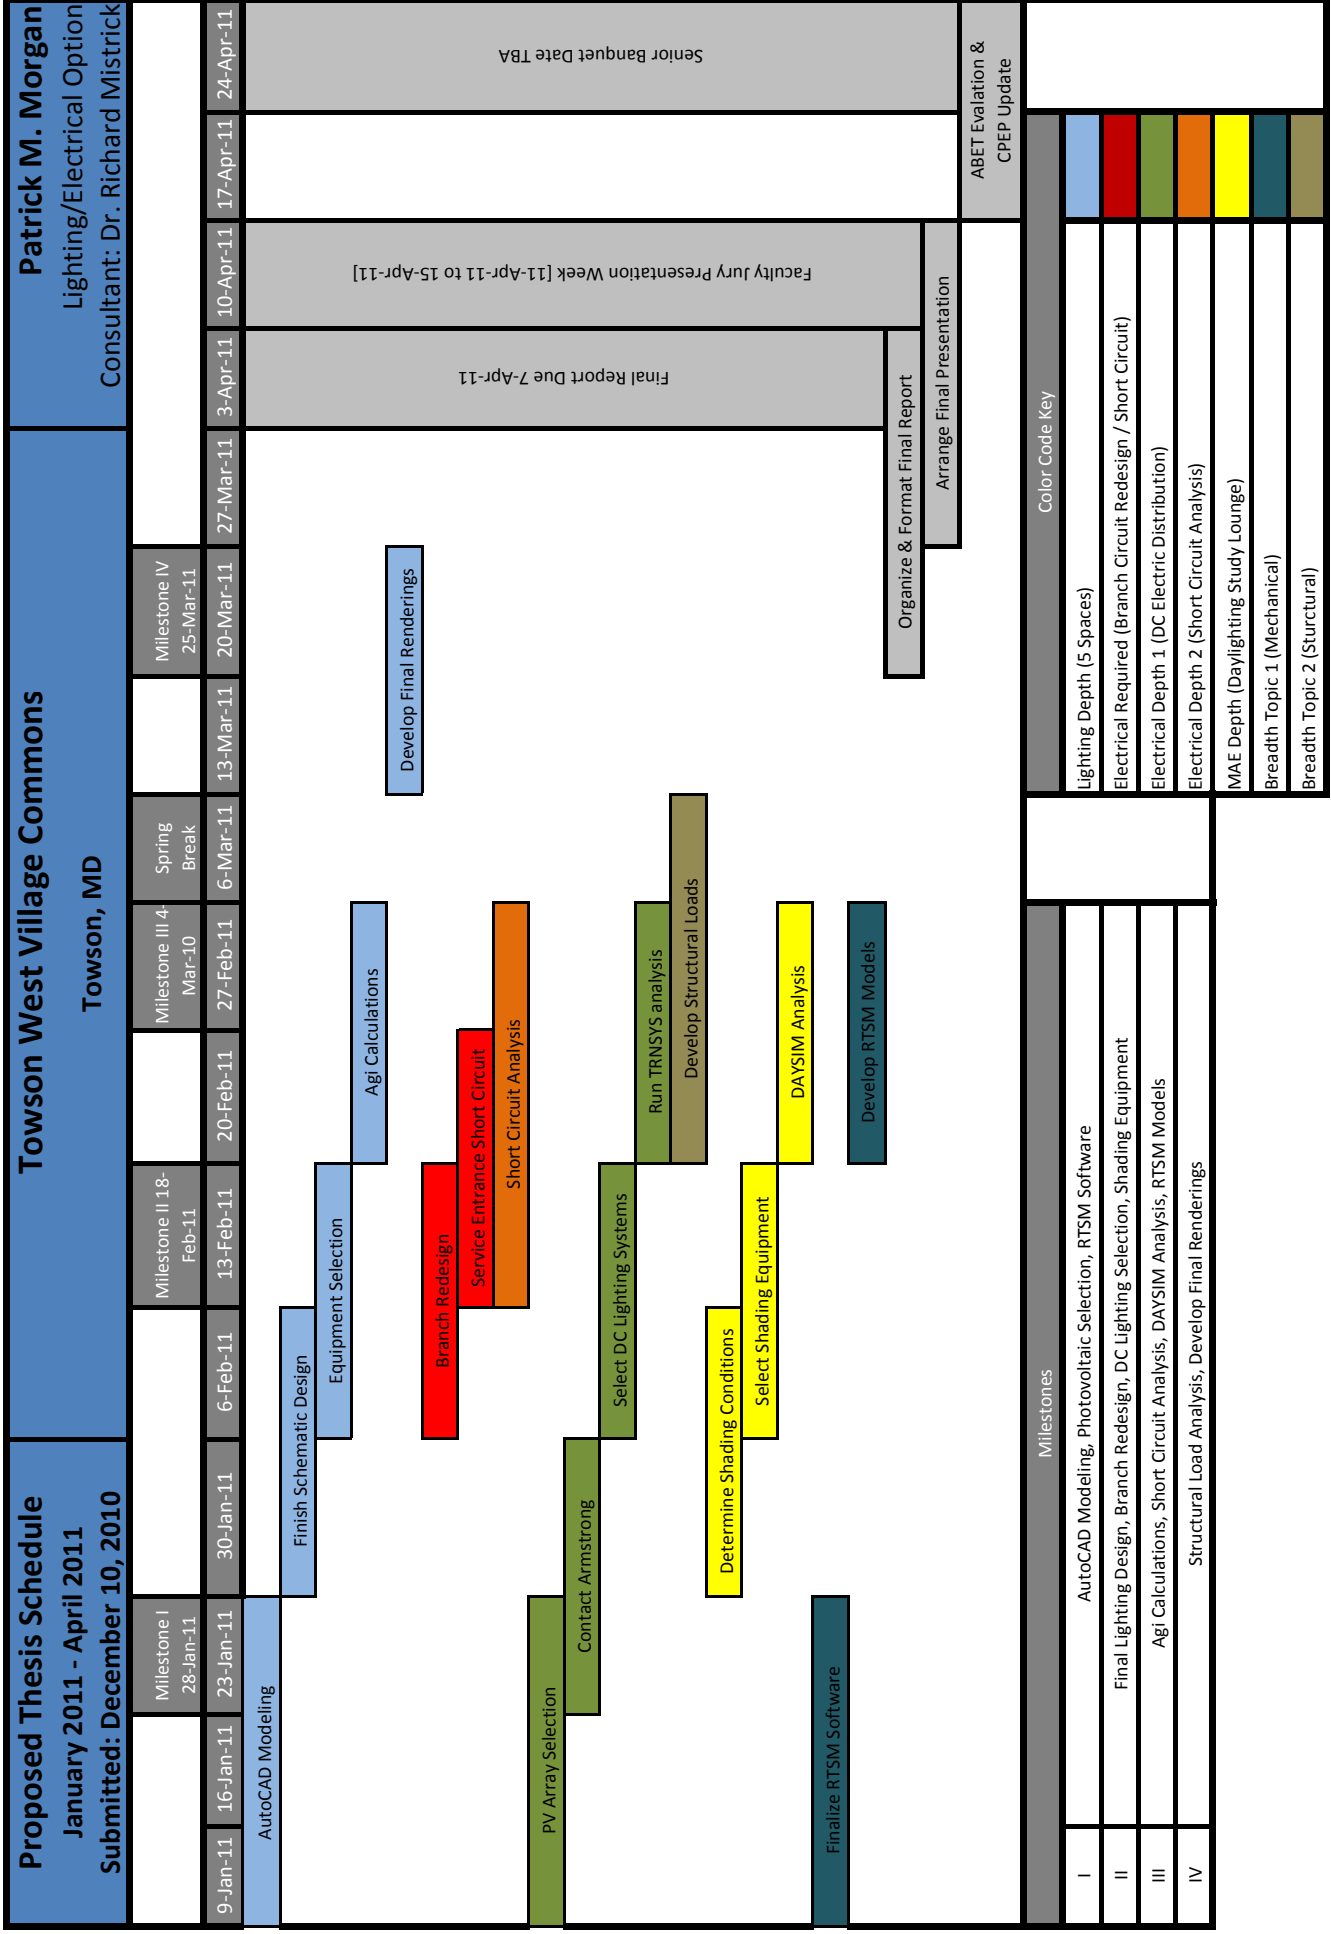 Proposed Thesis Schedule
January 2011 - April 2011
Submitted: December 10, 2010
Towson West Village Commons
Towson, MD
Patrick M. Morgan
Lighting/Electrical Option
Consultant: Dr. Richard Mistrick
Milestone I
28-Jan-11
Milestone II 18-
Feb-11
Milestone III 4-
Mar-10
Spring
Break
Milestone IV
25-Mar-11
9-Jan-11
16-Jan-11
23-Jan-11
30-Jan-11
6-Feb-11
13-Feb-11
20-Feb-11
27-Feb-11
6-Mar-11
13-Mar-11
20-Mar-11
27-Mar-11
3-Apr-11
10-Apr-11
17-Apr-11
24-Apr-11
AutoCAD Modeling
Finish Schematic Design
Equipment Selection
Agi Calculations
Develop Final Renderings
Branch Redesign
Service Entrance Short Circuit
Short Circuit Analysis
PV Array Selection
Contact Armstrong
Select DC Lighting Systems
Run TRNSYS analysis
Develop Structural Loads
Determine Shading Conditions
Select Shading Equipment
DAYSIM Analysis
Finalize RTSM Software
Develop RTSM Models
Final Report Due 7-Apr-11
Faculty Jury Presentation Week [11-Apr-11 to 15-Apr-11]
Senior Banquet Date TBA
Organize & Format Final Report
Arrange Final Presentation
ABET Evalation &
CPEP Update
Milestones
I
AutoCAD Modeling, Photovoltaic Selection, RTSM Software
II
Final Lighting Design, Branch Redesign, DC Lighting Selection, Shading Equipment
III
Agi Calculations, Short Circuit Analysis, DAYSIM Analysis, RTSM Models
IV
Structural Load Analysis, Develop Final Renderings
Color Code Key
Lighting Depth (5 Spaces)
Electrical Required (Branch Circuit Redesign / Short Circuit)
Electrical Depth 1 (DC Electric Distribution)
Electrical Depth 2 (Short Circuit Analysis)
MAE Depth (Daylighting Study Lounge)
Breadth Topic 1 (Mechanical)
Breadth Topic 2 (Sturctural)